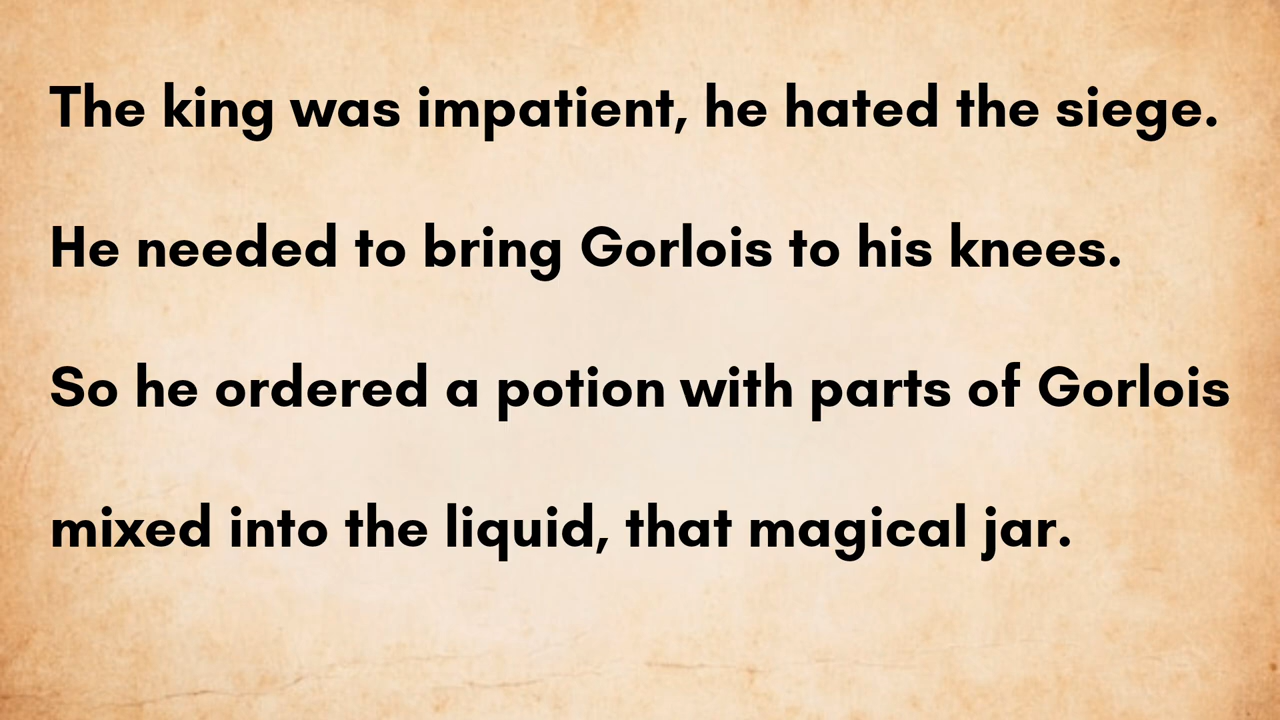 The king was impatient, he hated the siege.
He needed to bring Gorlois to his knees.
So he ordered a potion with parts of Gorlois
mixed into the liquid, that magical jar.